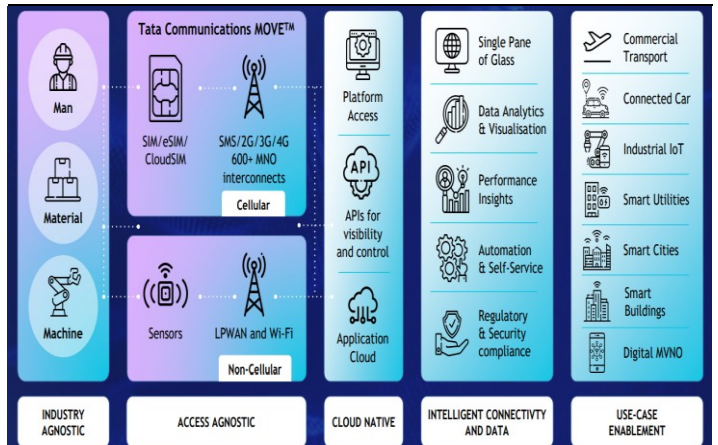 Man
Material
Machine
INDUSTRY
AGNOSTIC
Tata Communications MOVE™
SIM/eSIM/
CloudSIM
SMS/2G/3G/4G
600+ MNO
interconnects
Cellular
Sensors
LPWAN and Wi-Fi
Non-Cellular
ACCESS AGNOSTIC
Platform
Access
API
APIs for
visibility
and control
Application
Cloud
CLOUD NATIVE
Single Pane
of Glass
Data Analytics
& Visualisation
Performance
Insights
Automation
& Self-Service
Regulatory
& Security
compliance
INTELLIGENT CONNECTIVTY
AND DATA
Commercial
Transport
Connected Car
Industrial IoT
Smart Utilities
Smart Cities
Smart
Buildings
Digital MVNO
USE-CASE
ENABLEMENT